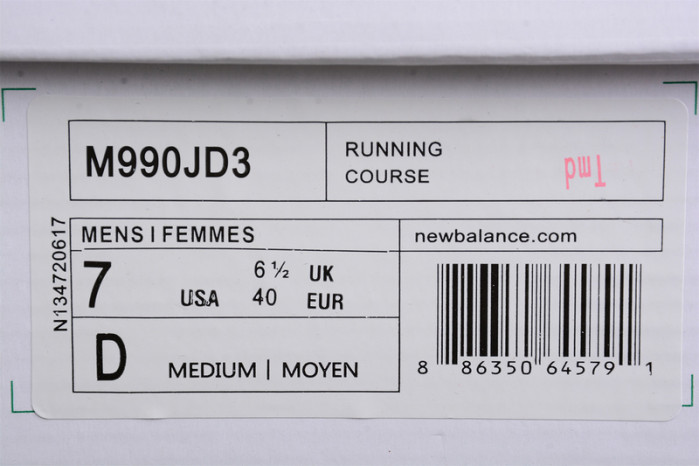 M990JD3
RUNNING
COURSE
Tmd
N134720617
MENS I FEMMES
newbalance.com
7 USA
6 ½ UK
40 EUR
D
MEDIUM | MOYEN
8 86350 64579 1